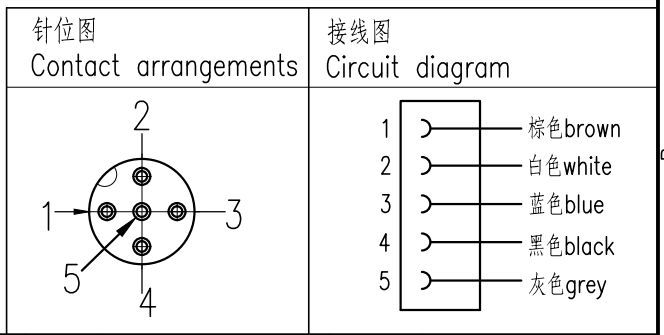 针位图
Contact arrangements
2
1
3
5
4
接线图
Circuit diagram
1 棕色brown
2 白色white
3 蓝色blue
4 黑色black
5 灰色grey